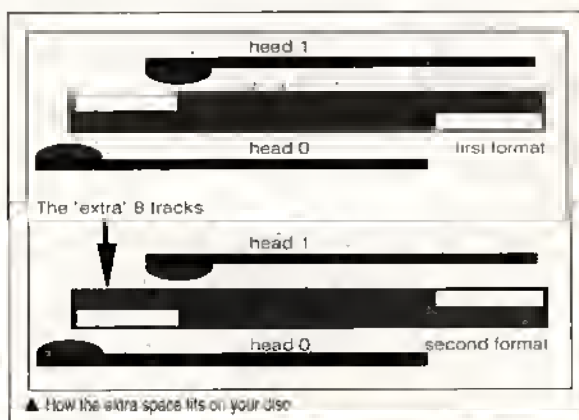 head 1
head 0
first format
The 'extra' 8 tracks
head 1
head 0
second format
▲ How the extra space fits on your disc